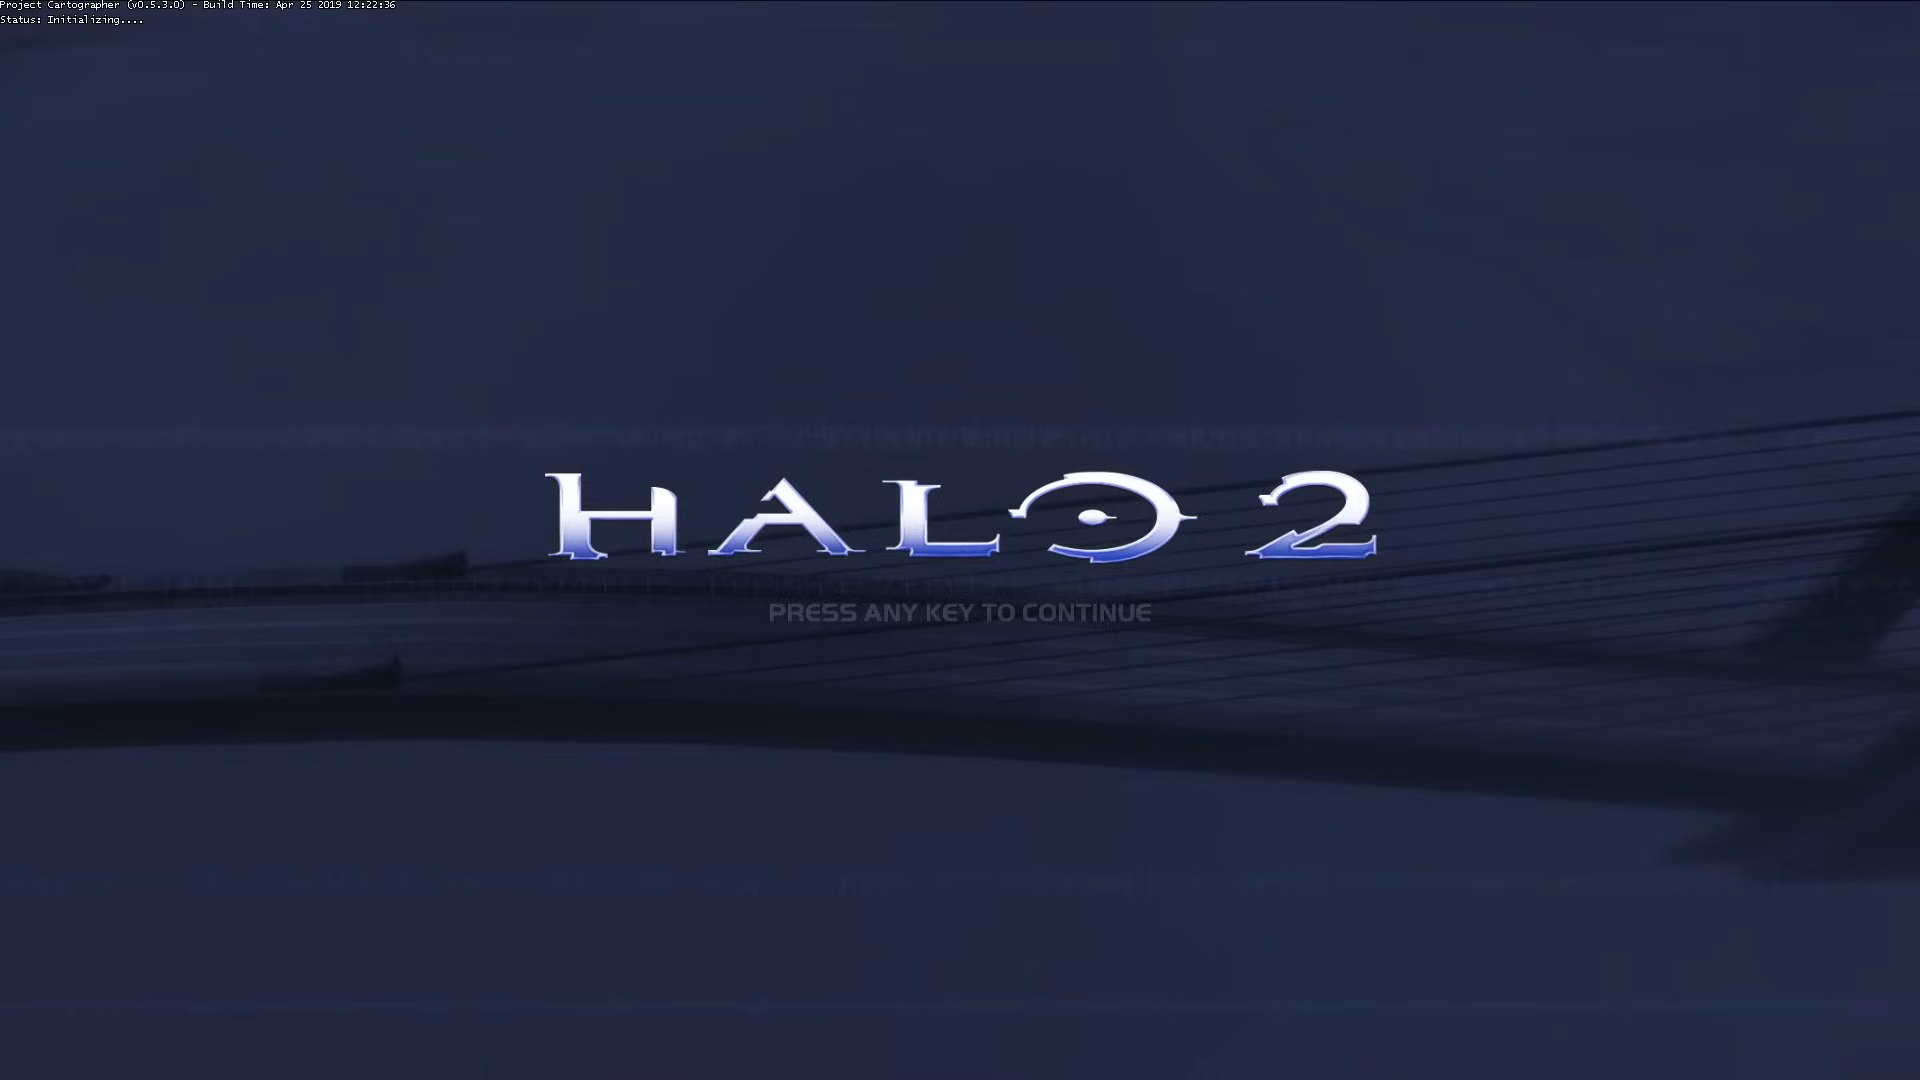 Project Cartographer (v0.5.3.0) - Build Time: Apr 25 2019 12:22:36
Status: Initializing....
HALO 2
PRESS ANY KEY TO CONTINUE